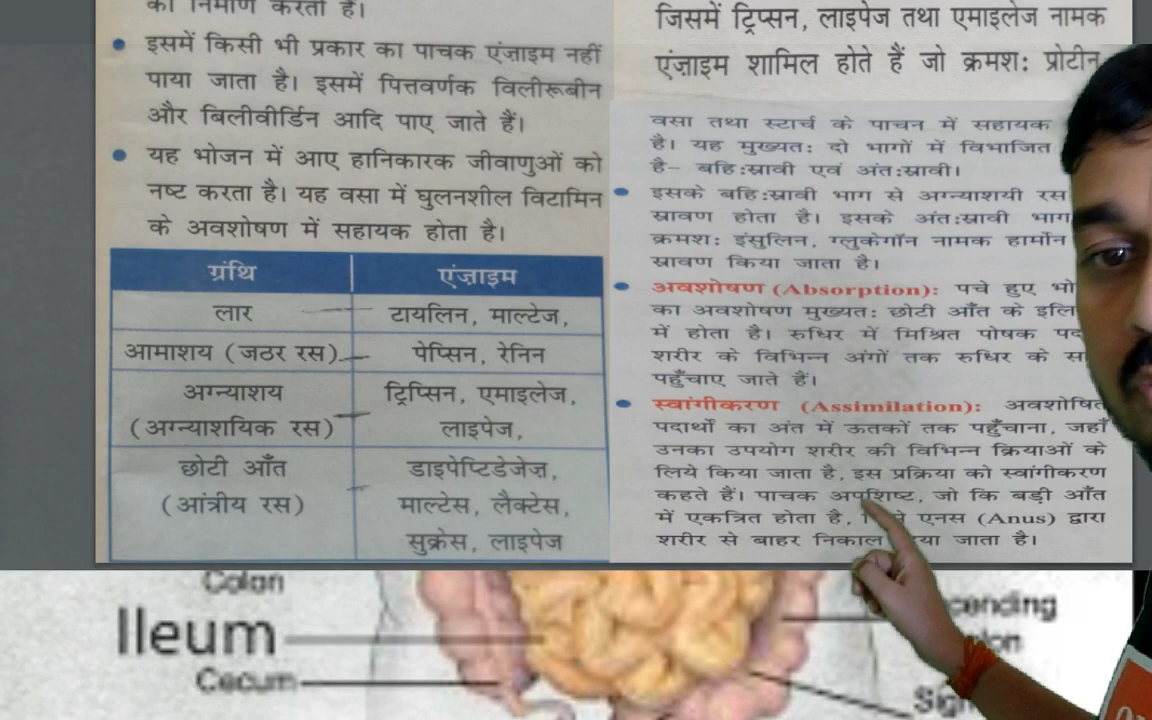 का निर्माण करता है।
• इसमें किसी भी प्रकार का पाचक एंज़ाइम नहीं
पाया जाता है। इसमें पित्तवर्णक विलीरूबीन
और बिलीवीर्डिन आदि पाए जाते हैं।
• यह भोजन में आए हानिकारक जीवाणुओं को
नष्ट करता है। यह वसा में घुलनशील विटामिन
के अवशोषण में सहायक होता है।
ग्रंथि एंज़ाइम
लार टायलिन, माल्टेज,
आमाशय (जठर रस) पेप्सिन, रेनिन
अग्न्याशय ट्रिप्सिन, एमाइलेज,
(अग्न्याशयिक रस) लाइपेज,
छोटी आँत डाइपेप्टिडेजेज़,
(आंत्रीय रस) माल्टेस, लैक्टेस,
सुक्रेस, लाइपेज
जिसमें ट्रिप्सन, लाइपेज तथा एमाइलेज नामक
एंज़ाइम शामिल होते हैं जो क्रमशः प्रोटीन,
वसा तथा स्टार्च के पाचन में सहायक
है। यह मुख्यतः दो भागों में विभाजित
है- बहि:स्रावी एवं अंत:स्रावी।
• इसके बहि:स्रावी भाग से अग्न्याशयी रस
स्रावण होता है। इसके अंत:स्रावी भाग
क्रमशः इंसुलिन, ग्लुकेगॉन नामक हार्मोन
स्रावण किया जाता है।
• अवशोषण (Absorption): पचे हुए
का अवशोषण मुख्यतः छोटी आँत के
में होता है। रुधिर में मिश्रित पोषक
शरीर के विभिन्न अंगों तक रुधिर के
पहुँचाए जाते हैं।
• स्वांगीकरण (Assimilation): अवशोषित
पदार्थों का अंत में ऊतकों तक पहुँचाना, जहाँ
उनका उपयोग शरीर की विभिन्न क्रियाओं के
लिये किया जाता है, इस प्रक्रिया को स्वांगीकरण
कहते हैं। पाचक अपशिष्ट, जो कि बड़ी आँत
में एकत्रित होता है, एनस (Anus) द्वारा
शरीर से बाहर निकाल जाता है।
Colon
Ileum
Cecum